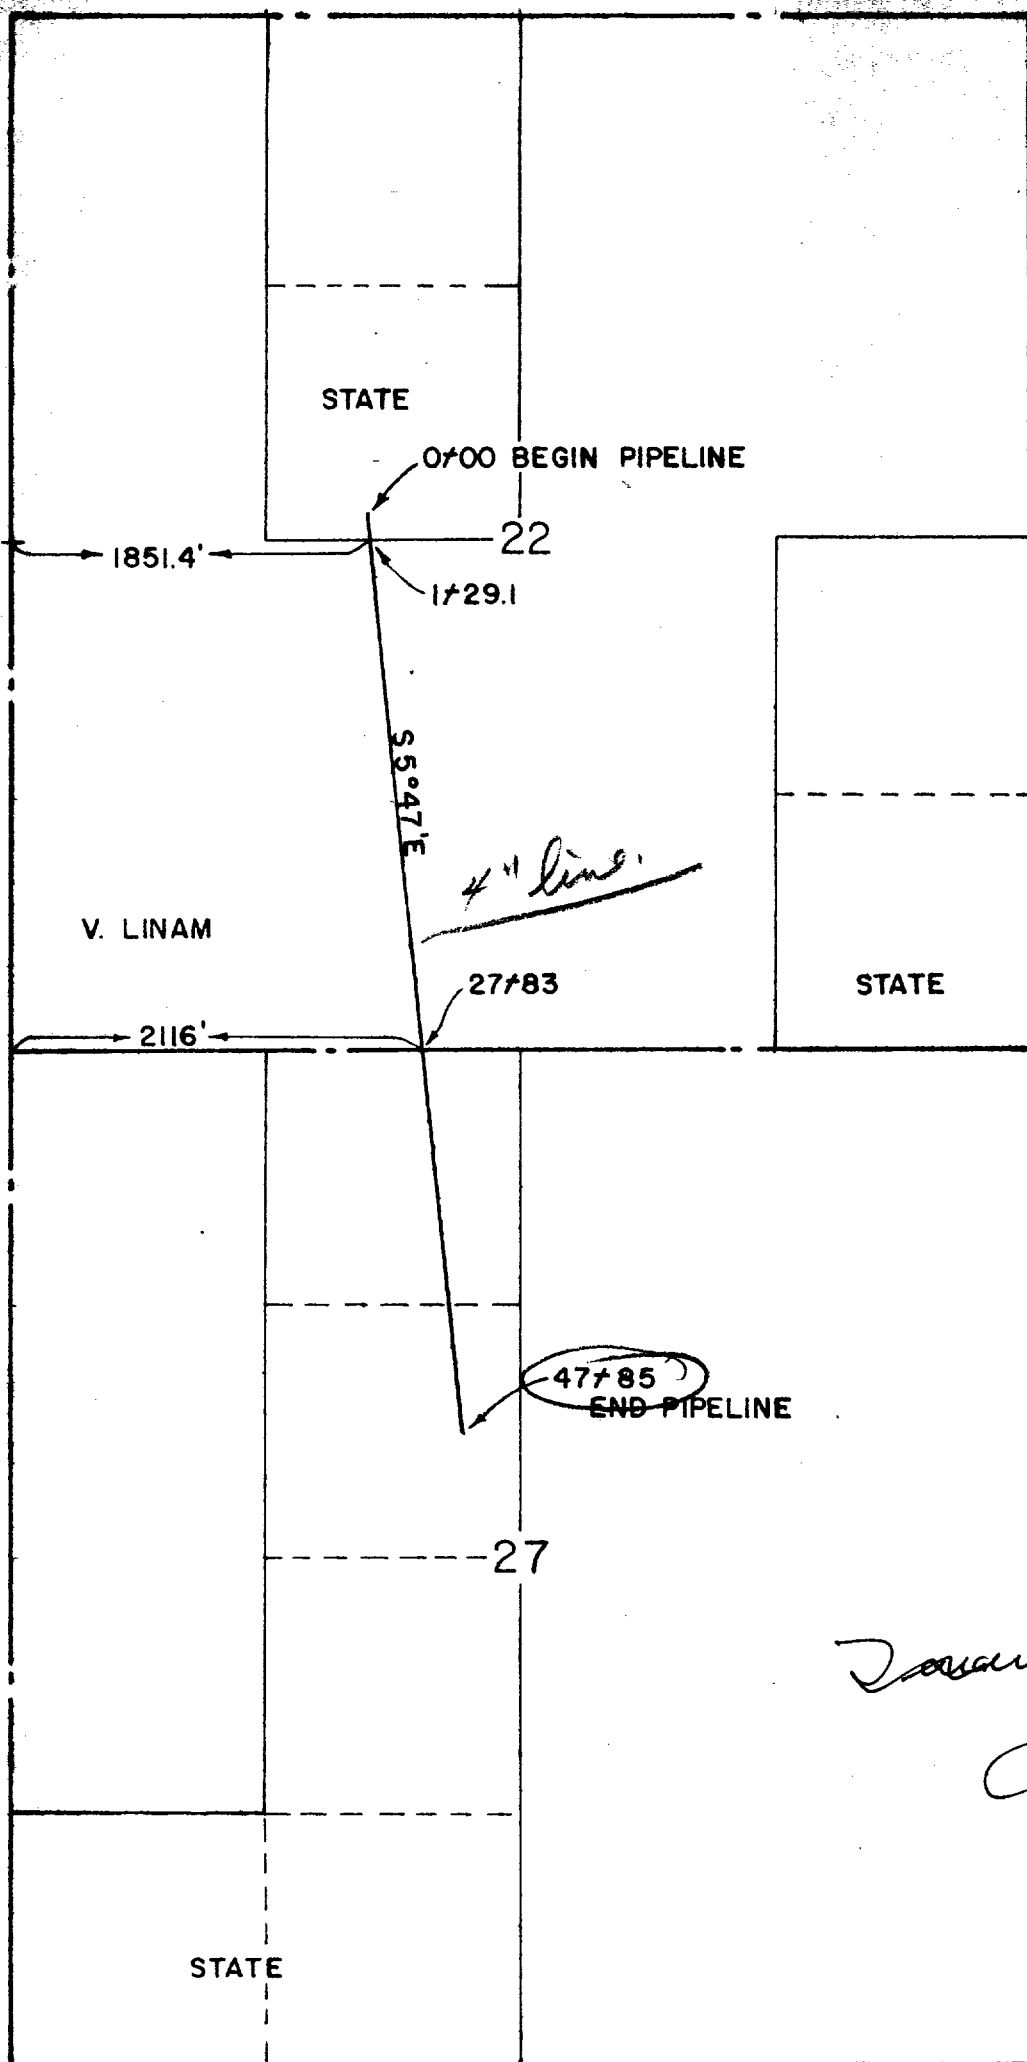 STATE
0+00 BEGIN PIPELINE
22
1851.4'
1+29.1
S5°47'E
4" line.
V. LINAM
27+83
STATE
2116'
47+85
END PIPELINE
27
STATE